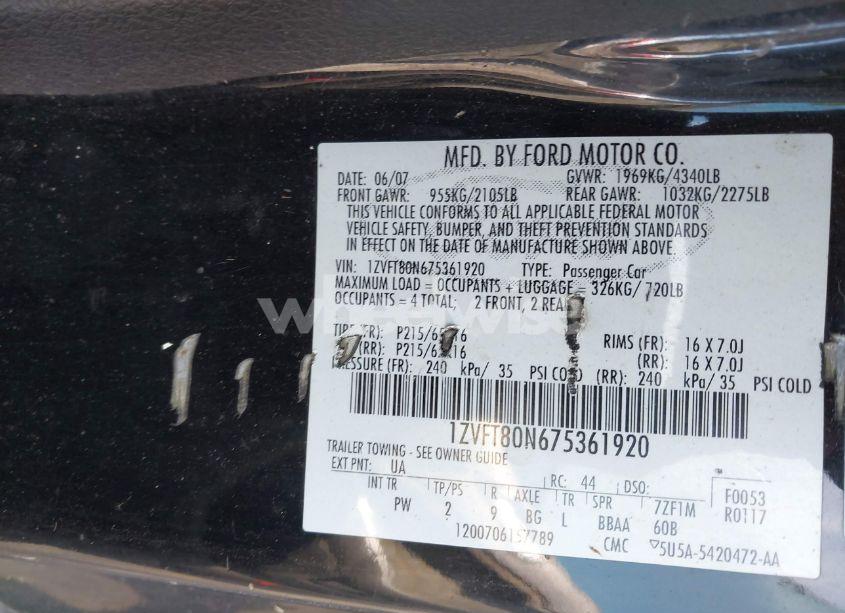 MFD. BY FORD MOTOR CO.
DATE: 06/07 GVWR: 1969KG/4340LB
FRONT GAWR: 955KG/2105LB REAR GAWR: 1032KG/2275LB
THIS VEHICLE CONFORMS TO ALL APPLICABLE FEDERAL MOTOR
VEHICLE SAFETY, BUMPER, AND THEFT PREVENTION STANDARDS
IN EFFECT ON THE DATE OF MANUFACTURE SHOWN ABOVE.
VIN: 1ZVFT80N675361920 TYPE: Passenger Car
MAXIMUM LOAD = OCCUPANTS + LUGGAGE = 326KG/720LB
OCCUPANTS = 4 TOTAL; 2 FRONT, 2 REAR
wheelwise
TIRE (FR): RIMS (FR): 16 X 7.0J
(RR): (RR): 16 X 7.0J
PRESSURE (FR): 240 kPa/ 35 PSI COLD (RR): 240 kPa/ 35 PSI COLD
1ZVFT80N675361920
TRAILER TOWING - SEE OWNER GUIDE
EXT PNT: UA RC: 44 DSO: F0053
INT TR TP/PS R AXLE TR SPR 7ZF1M R0117
PW 2 9 BG L BBAA 60B
CMC ▽5U5A-5420472-AA